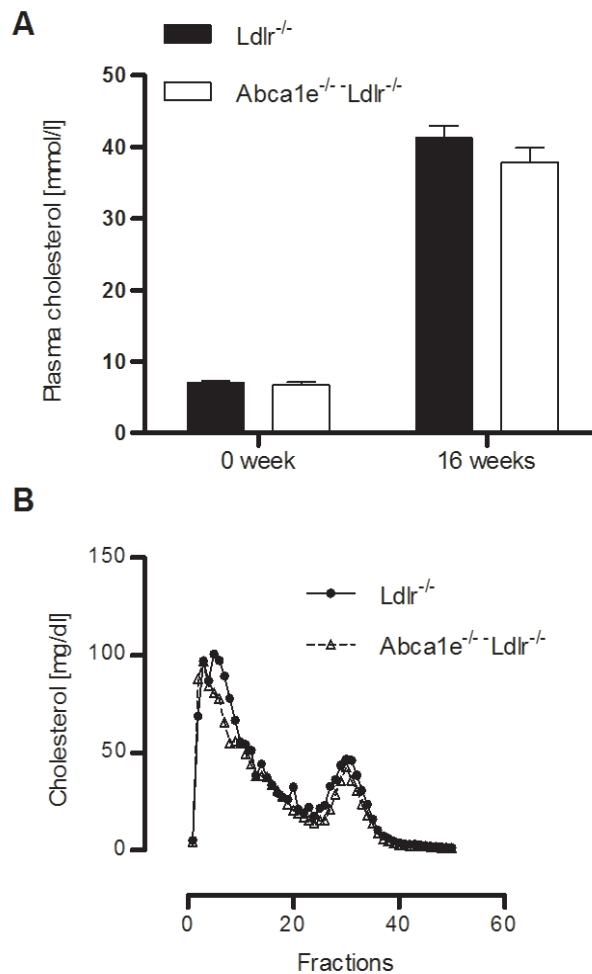 A
Ldlr-/-
Abca1e-/- -Ldlr-/-
Plasma cholesterol [mmol/l]
50
40
30
20
10
0
0 week
16 weeks
B
Cholesterol [mg/dl]
150
100
50
0
Ldlr-/-
Abca1e-/- -Ldlr-/-
0
20
40
60
Fractions